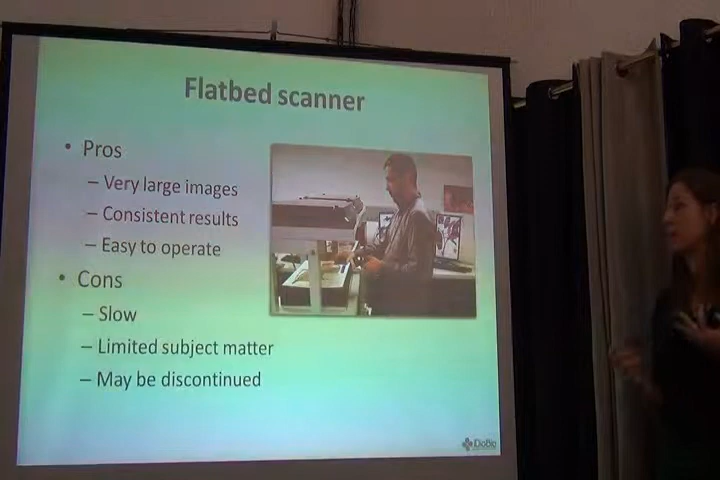 Flatbed scanner
• Pros
– Very large images
– Consistent results
– Easy to operate
• Cons
– Slow
– Limited subject matter
– May be discontinued
iDigBio